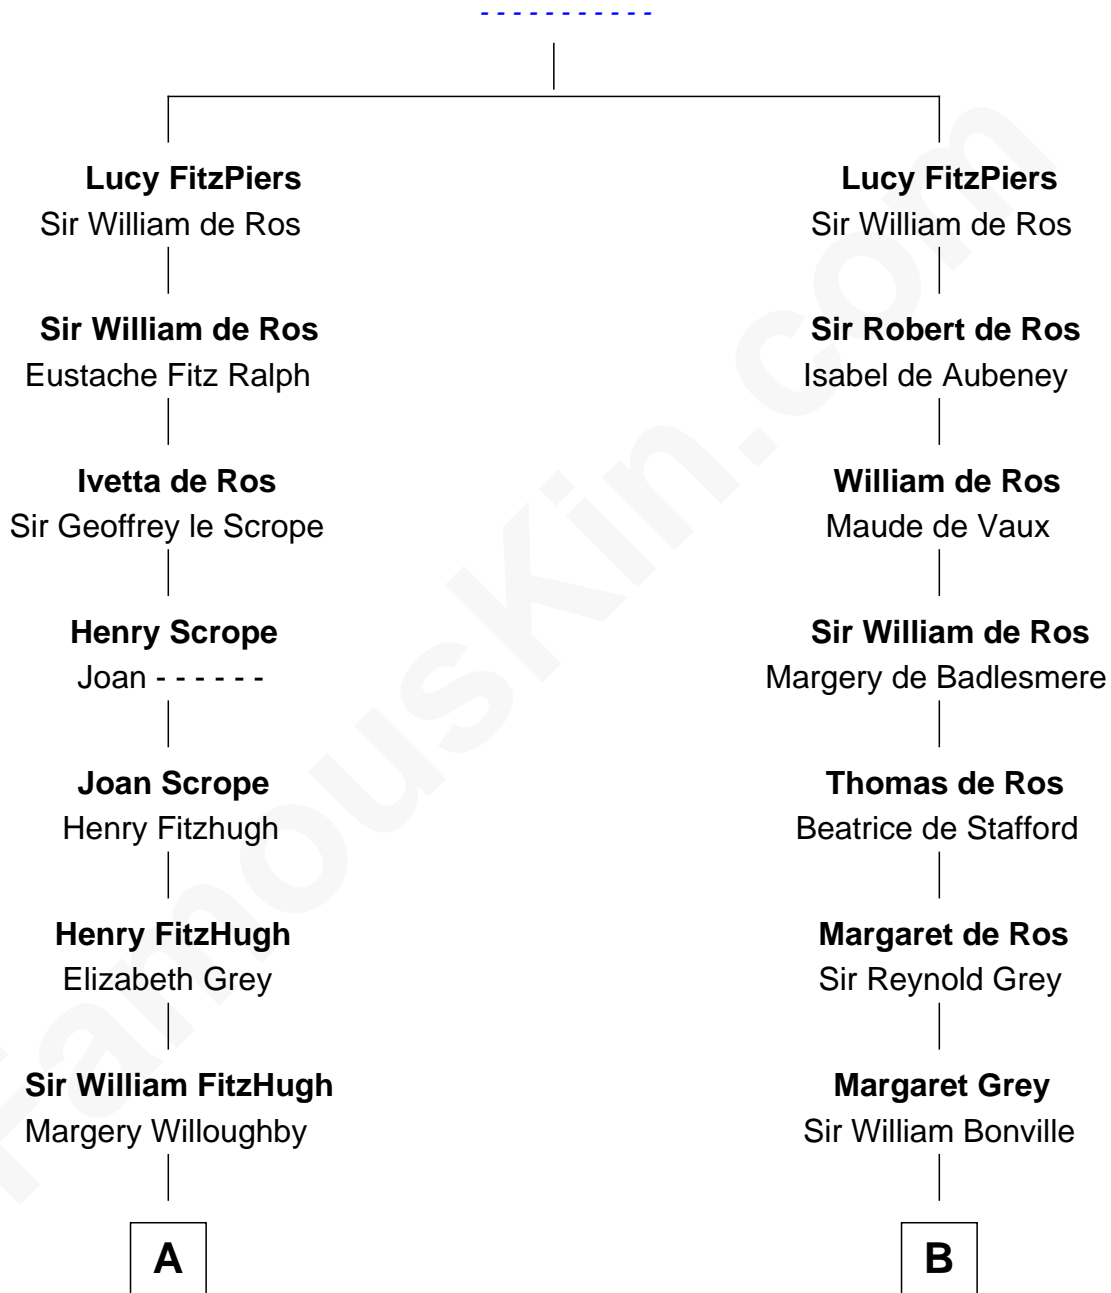 - - - - - - - - - - -
Lucy FitzPiers
Sir William de Ros
Sir William de Ros
Eustache Fitz Ralph
Ivetta de Ros
Sir Geoffrey le Scrope
Henry Scrope
Joan - - - - - -
Joan Scrope
Henry Fitzhugh
Henry FitzHugh
Elizabeth Grey
Sir William FitzHugh
Margery Willoughby
A
Lucy FitzPiers
Sir William de Ros
Sir Robert de Ros
Isabel de Aubeney
William de Ros
Maude de Vaux
Sir William de Ros
Margery de Badlesmere
Thomas de Ros
Beatrice de Stafford
Margaret de Ros
Sir Reynold Grey
Margaret Grey
Sir William Bonville
B
FamousKin.com